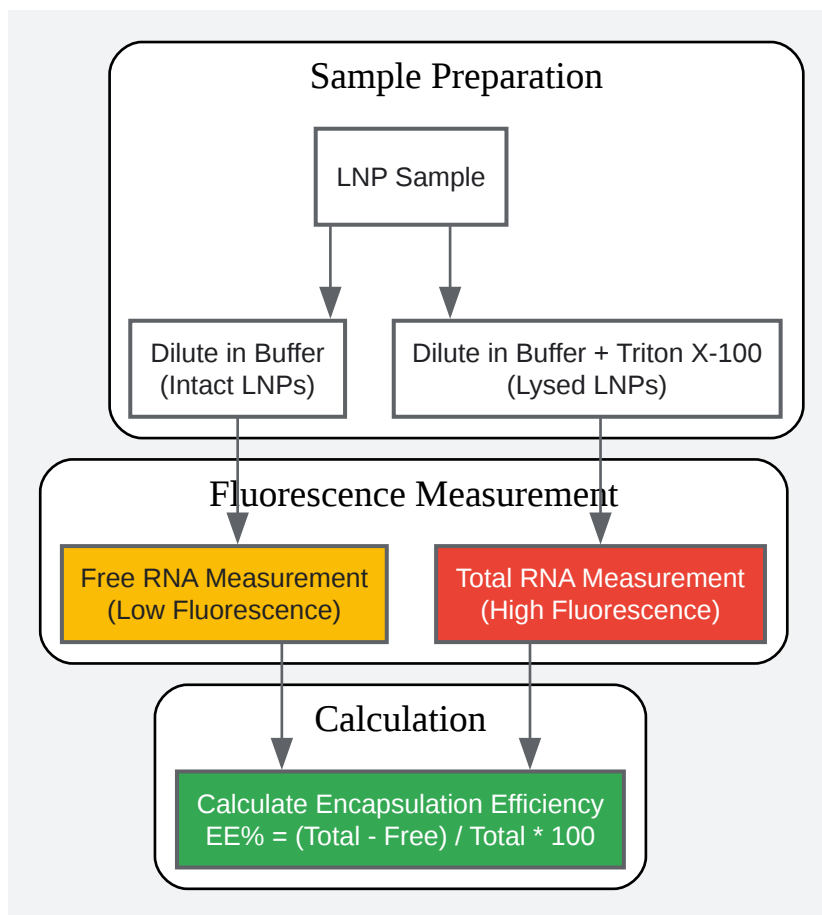 Sample Preparation
LNP Sample
Dilute in Buffer
(Intact LNPs)
Dilute in Buffer + Triton X-100
(Lysed LNPs)
Fluorescence Measurement
Free RNA Measurement
(Low Fluorescence)
Total RNA Measurement
(High Fluorescence)
Calculation
Calculate Encapsulation Efficiency
EE% = (Total - Free) / Total * 100